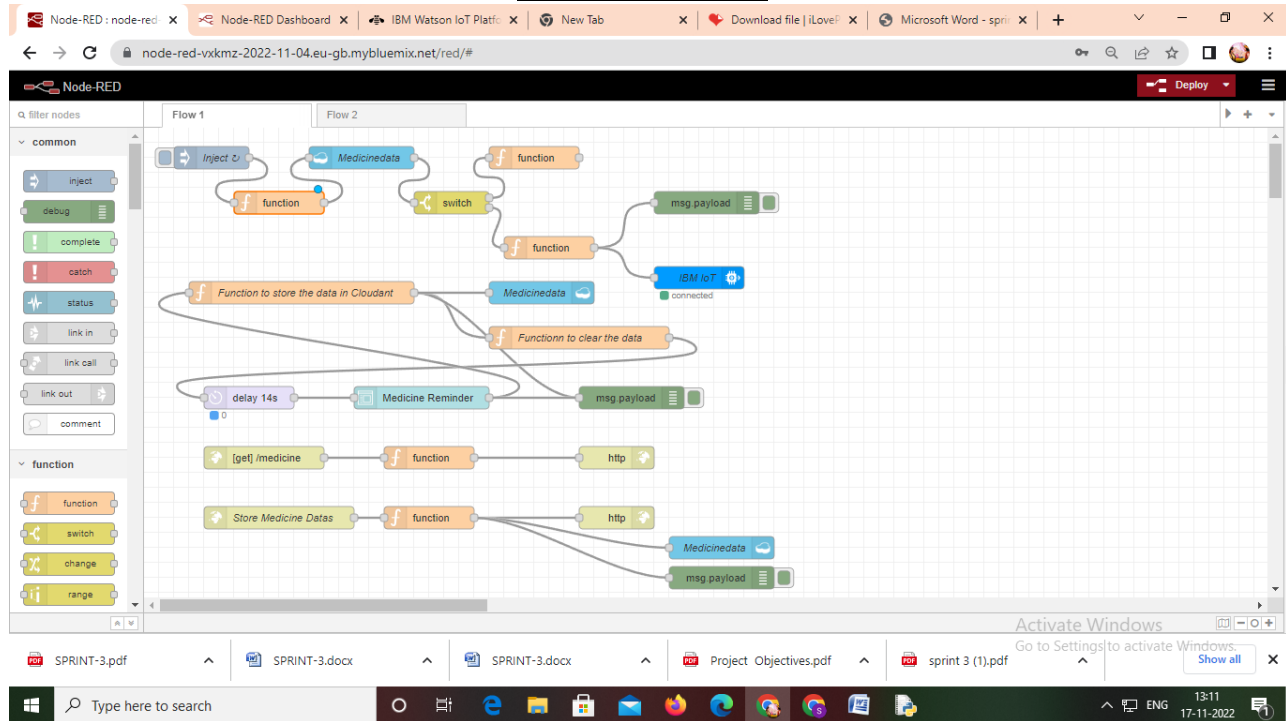 Node-RED : node-red-
Node-RED Dashboard
IBM Watson IoT Platfo
New Tab
Download file | iLoveP
Microsoft Word - sprin
node-red-vxkmz-2022-11-04.eu-gb.mybluemix.net/red/#
Node-RED
Deploy
filter nodes
Flow 1
Flow 2
common
inject
debug
complete
catch
status
link in
link call
link out
comment
function
function
switch
change
range
Inject ↻
Medicinedata
function
function
switch
msg.payload
function
IBM IoT
connected
Function to store the data in Cloudant
Medicinedata
Functionn to clear the data
delay 14s
0
Medicine Reminder
msg.payload
[get] /medicine
function
http
Store Medicine Datas
function
http
Medicinedata
msg.payload
Activate Windows
Go to Settings to activate Windows.
SPRINT-3.pdf
SPRINT-3.docx
SPRINT-3.docx
Project Objectives.pdf
sprint 3 (1).pdf
Show all
Type here to search
ENG
13:11
17-11-2022